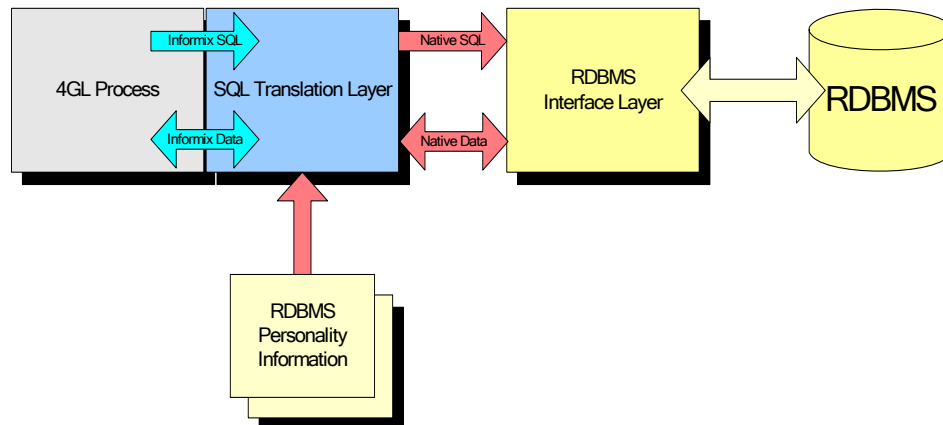 Informix SQL
Native SQL
4GL Process
SQL Translation Layer
RDBMS
Interface Layer
RDBMS
Informix Data
Native Data
RDBMS
Personality
Information